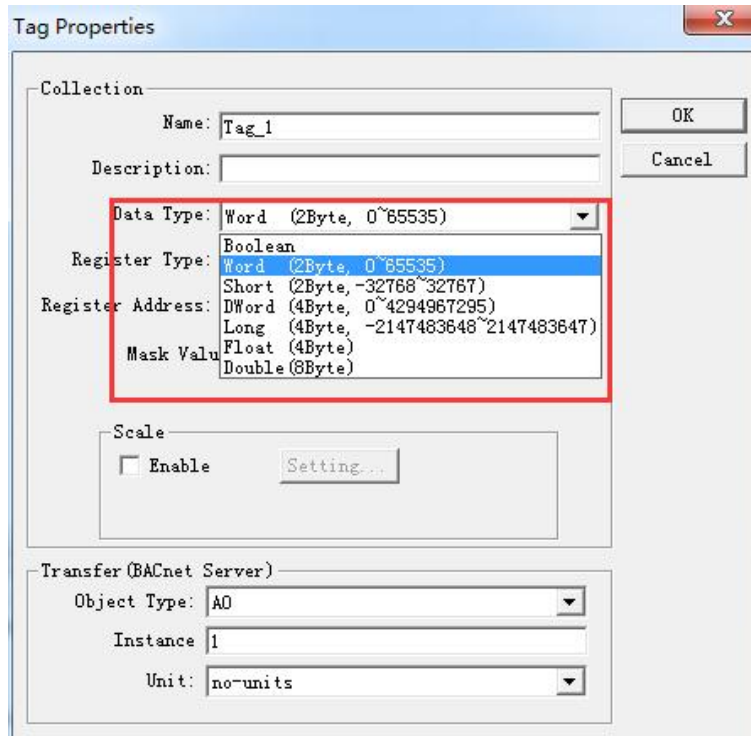 Tag Properties
Collection
Name: Tag_1
OK
Description:
Cancel
Data Type: Word (2Byte, 0~65535)
Boolean
Register Type: Word (2Byte, 0~65535)
Short (2Byte,-32768~32767)
Register Address: DWord (4Byte, 0~4294967295)
Long (4Byte, -2147483648~2147483647)
Mask Valu Float (4Byte)
Double(8Byte)
Scale
Enable Setting...
Transfer(BACnet Server)
Object Type: AO
Instance 1
Unit: no-units